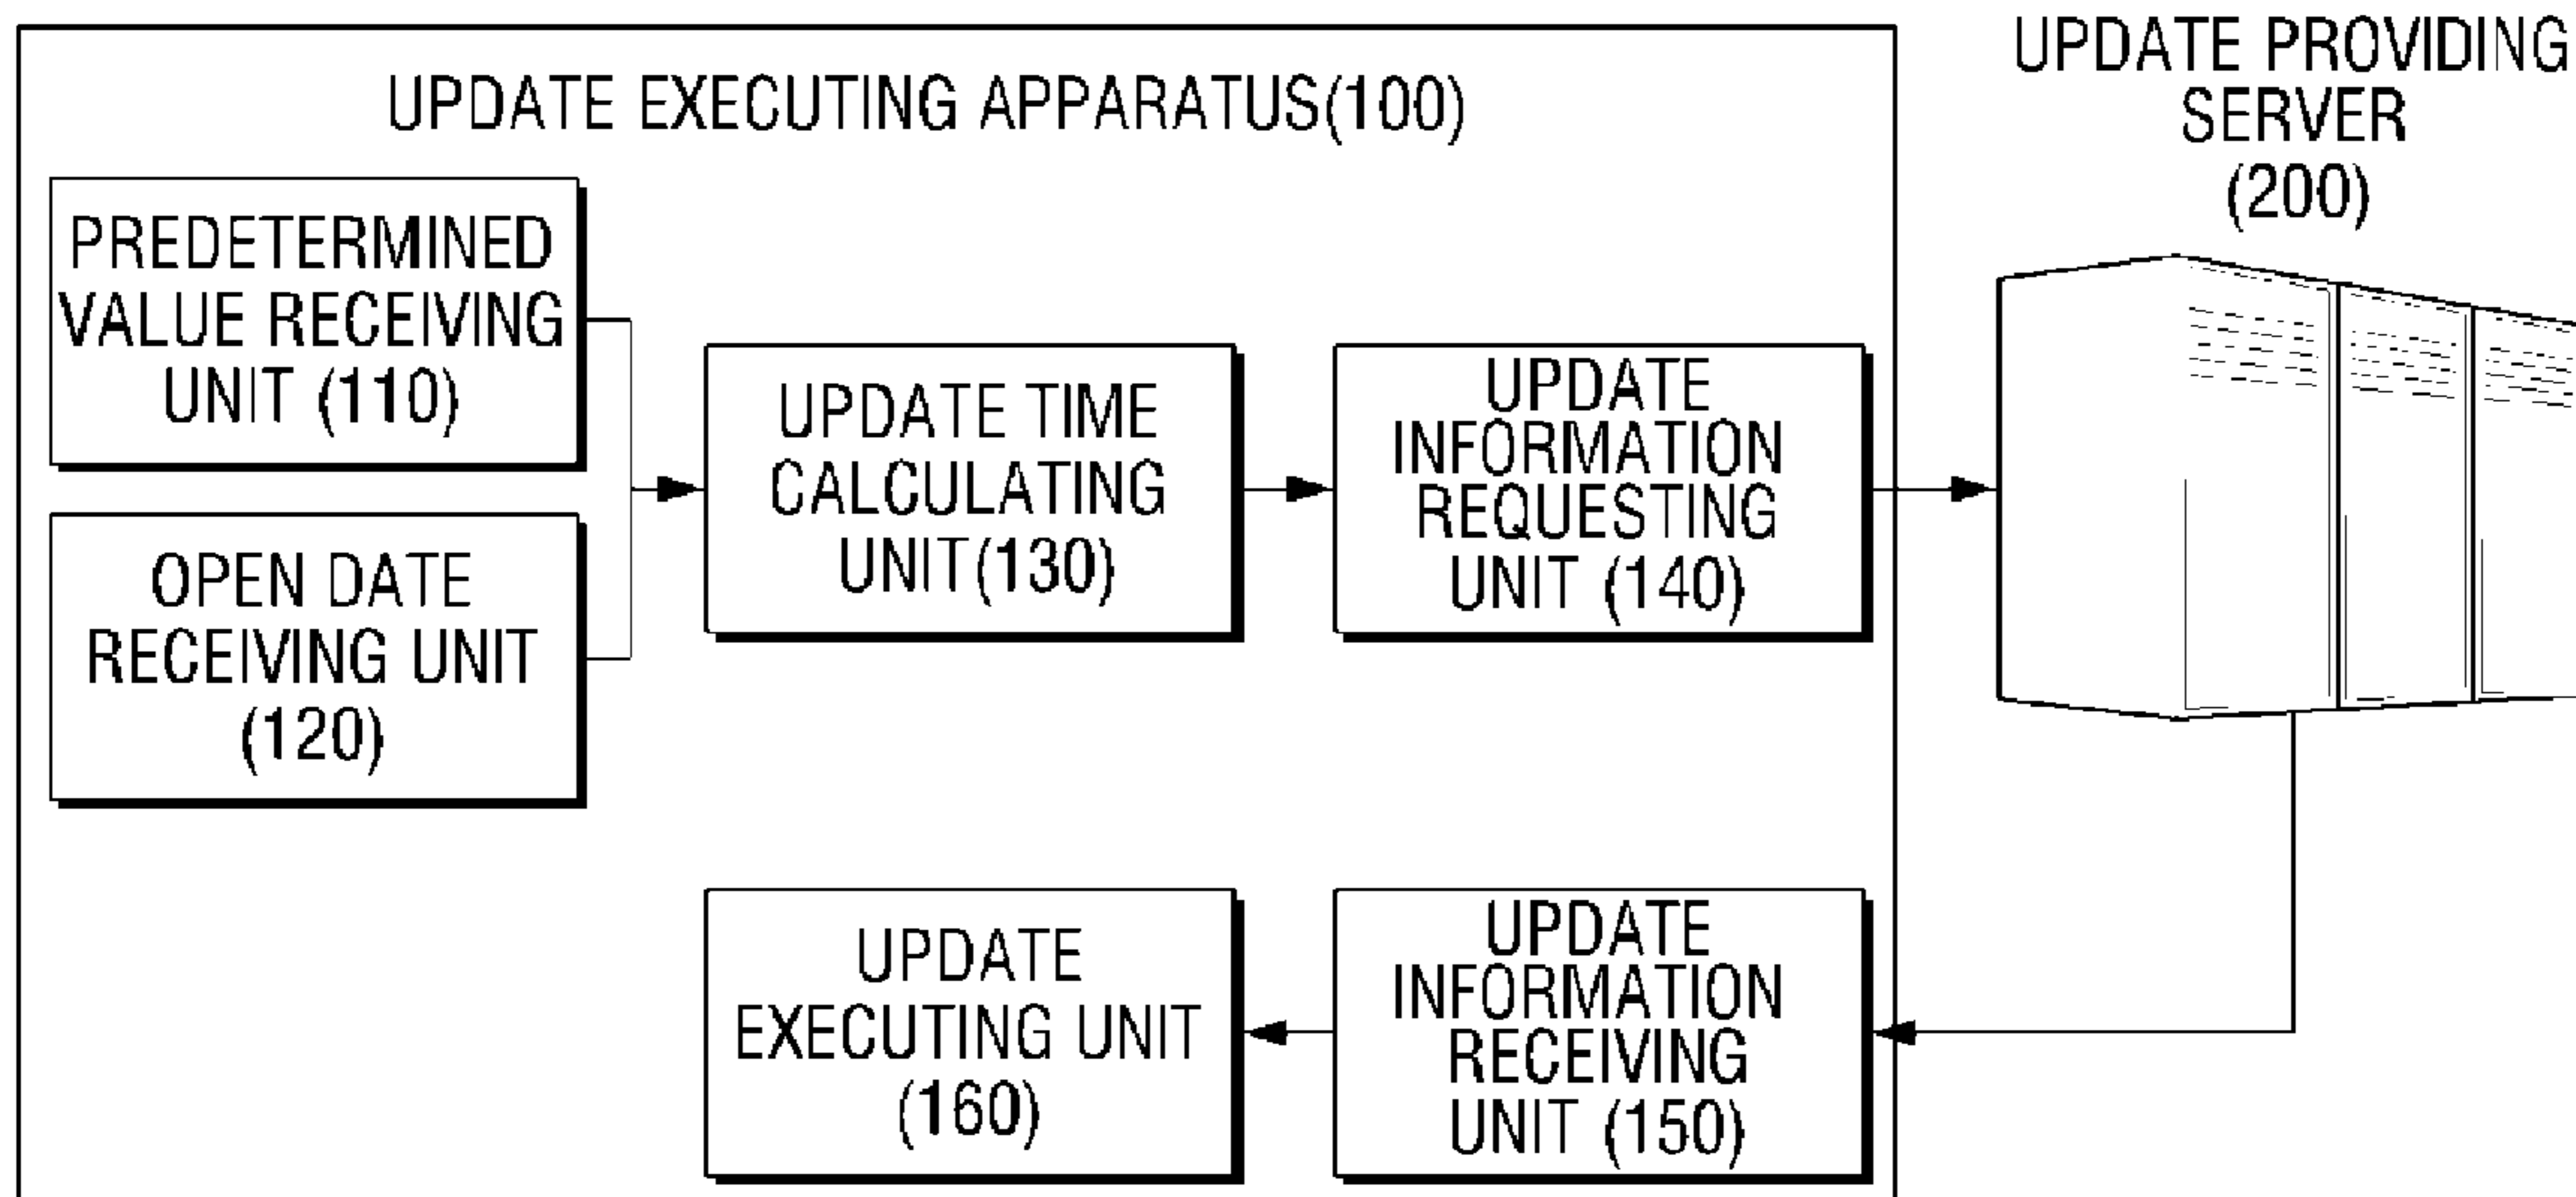 UPDATE EXECUTING APPARATUS(100)
UPDATE PROVIDING
SERVER
(200)
PREDETERMINED
VALUE RECEIVING
UNIT (110)
OPEN DATE
RECEIVING UNIT
(120)
UPDATE TIME
CALCULATING
UNIT(130)
UPDATE
INFORMATION
REQUESTING
UNIT (140)
UPDATE
EXECUTING UNIT
(160)
UPDATE
INFORMATION
RECEIVING
UNIT (150)